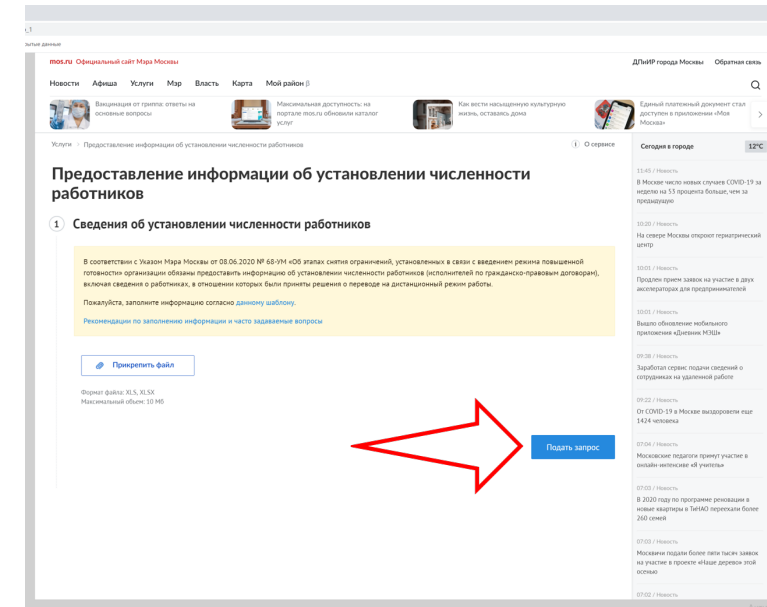 mos.ru Официальный сайт Мэра Москвы
ДПиИР города Москвы Обратная связь
Новости Афиша Услуги Мэр Власть Карта Мой район β
Вакцинация от гриппа: ответы на
основные вопросы
Максимальная доступность: на
портале mos.ru обновили каталог
услуг
Как вести насыщенную культурную
жизнь, оставаясь дома
Единый платежный документ стал
доступен в приложении «Моя
Москва»
Услуги > Предоставление информации об установлении численности работников
О сервисе
Предоставление информации об установлении численности
работников
1 Сведения об установлении численности работников
В соответствии с Указом Мэра Москвы от 08.06.2020 № 68-УМ «Об этапах снятия ограничений, установленных в связи с введением режима повышенной
готовности» организации обязаны предоставить информацию об установлении численности работников (исполнителей по гражданско-правовым договорам),
включая сведения о работниках, в отношении которых были приняты решения о переводе на дистанционный режим работы.
Пожалуйста, заполните информацию согласно данному шаблону.
Рекомендации по заполнению информации и часто задаваемые вопросы
Прикрепить файл
Формат файла: XLS, XLSX
Максимальный объем: 10 Мб
Подать запрос
Сегодня в городе 12°C
11:45 / Новость
В Москве число новых случаев COVID-19 за
неделю на 53 процента больше, чем за
предыдущую
10:20 / Новость
На севере Москвы откроют гериатрический
центр
10:01 / Новость
Продлен прием заявок на участие в двух
акселераторах для предпринимателей
10:01 / Новость
Вышло обновление мобильного
приложения «Дневник МЭШ»
09:38 / Новость
Заработал сервис подачи сведений о
сотрудниках на удаленной работе
09:22 / Новость
От COVID-19 в Москве выздоровели еще
1424 человека
07:04 / Новость
Московские педагоги примут участие в
онлайн-интенсиве «Я учитель»
07:03 / Новость
В 2020 году по программе реновации в
новые квартиры в ТиНАО переехали более
260 семей
07:03 / Новость
Москвичи подали более пяти тысяч заявок
на участие в проекте «Наше дерево» этой
осенью
07:02 / Новость